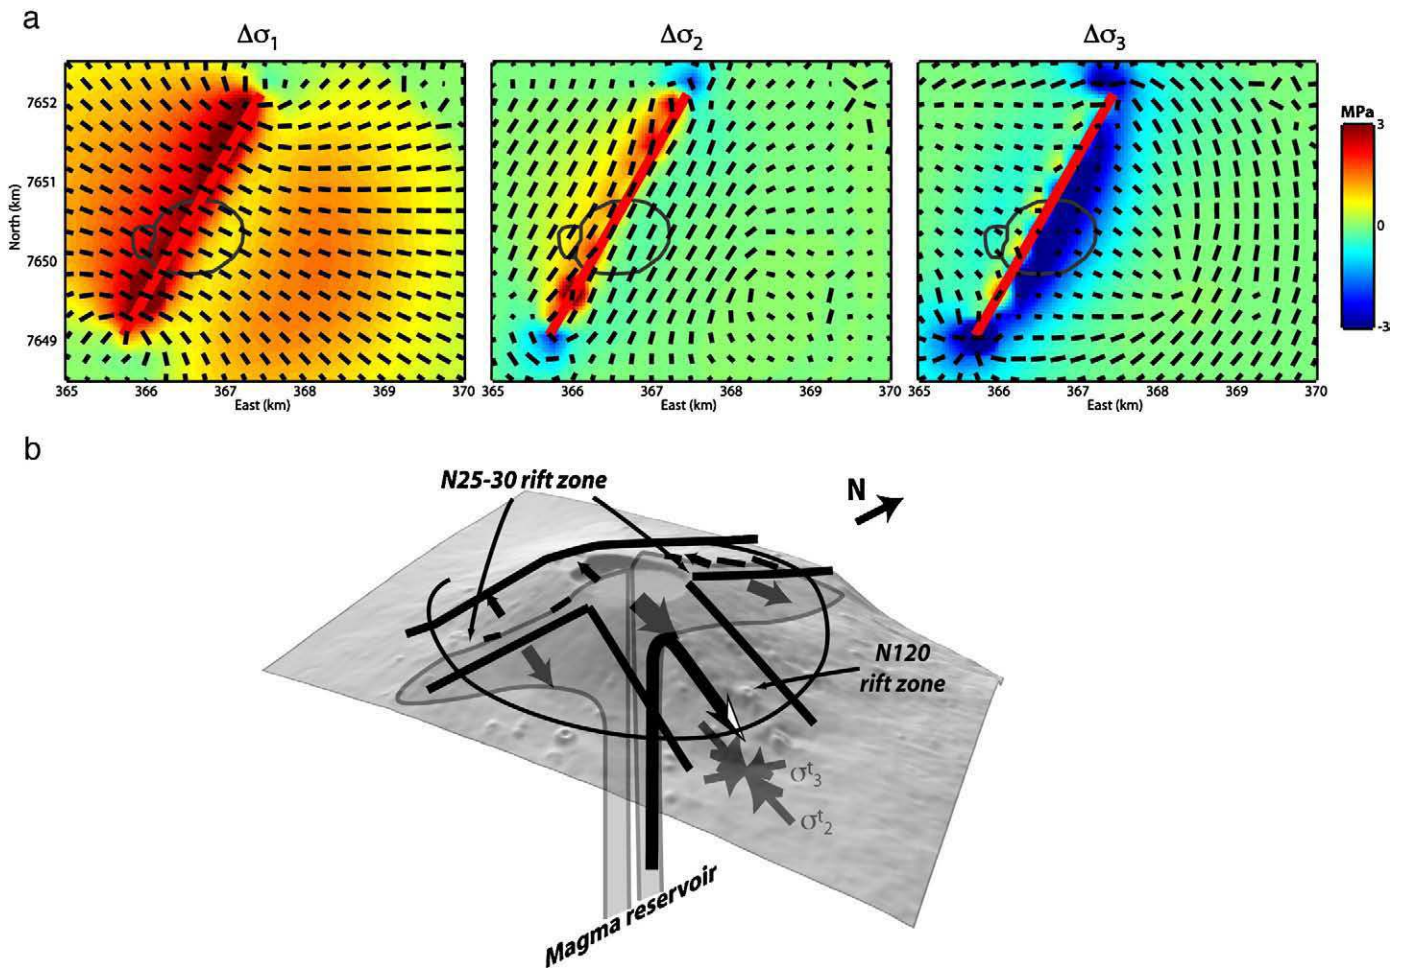 a
Δσ1 Δσ2 Δσ3
MPa
3
0
-3
North (km)
7652
7651
7650
7649
365 366 367 368 369 370
East (km)
365 366 367 368 369 370
East (km)
365 366 367 368 369 370
East (km)
b
N25-30 rift zone
N
N120
rift zone
σt3
σt2
Magma reservoir